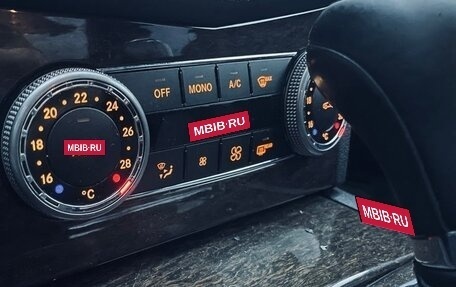 20 22 24
18 26
16 28
°C
MBIB·RU
OFF MONO A/C
MBIB·RU
MBIB·RU